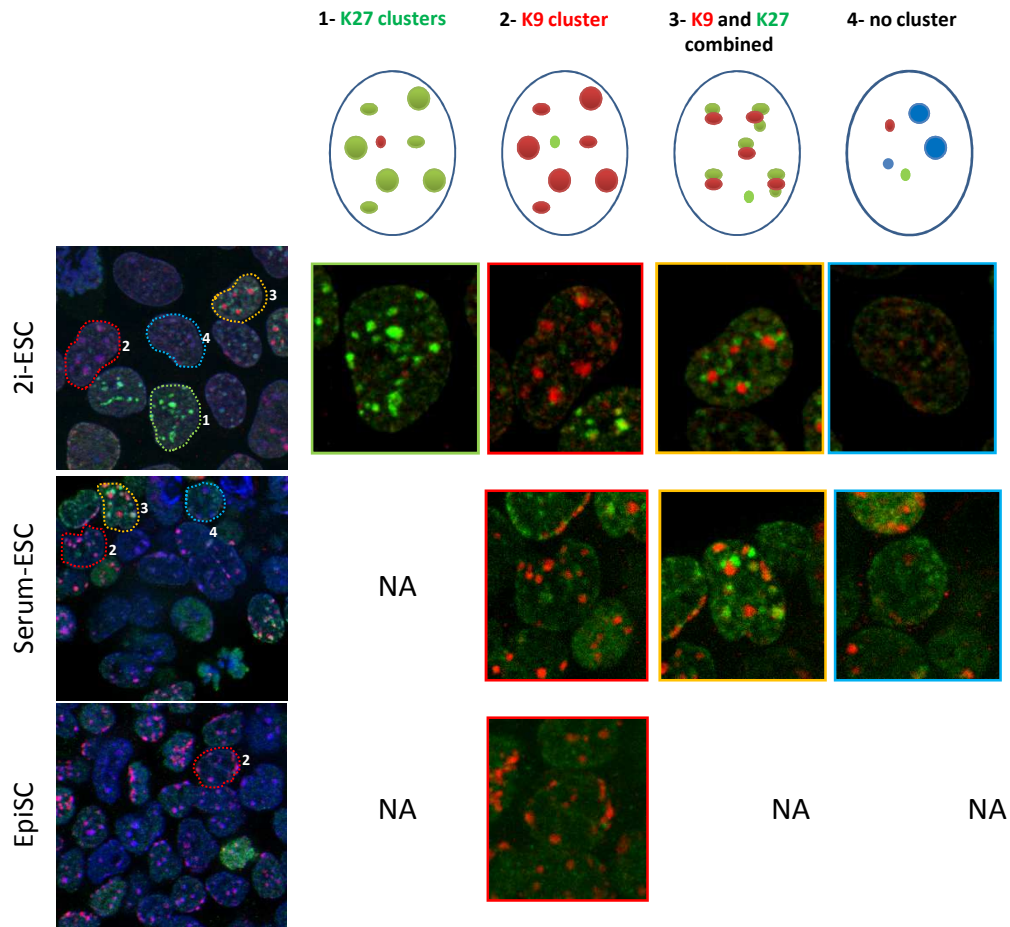 1- K27 clusters
2- K9 cluster
3- K9 and K27
combined
4- no cluster
2i-ESC
3
2
4
1
Serum-ESC
3
2
4
NA
EpiSC
2
NA
NA
NA